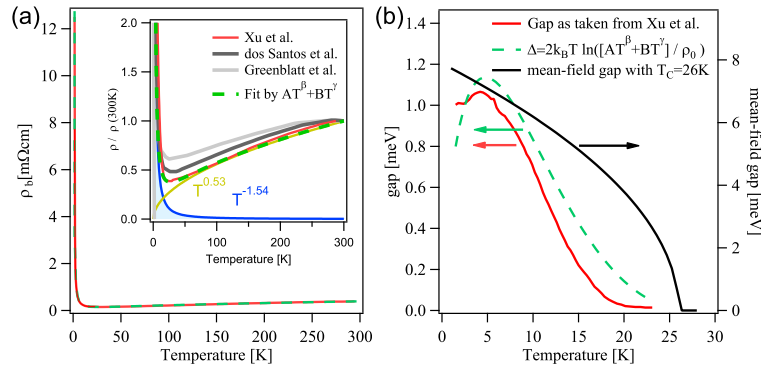 (a)
12
10
8
6
4
2
0
ρb[mΩcm]
0
50
100
150
200
250
300
Temperature [K]
2.0
1.5
1.0
0.5
0.0
ρ / ρ (300K)
0
100
200
300
Temperature [K]
Xu et al.
dos Santos et al.
Greenblatt et al.
Fit by AT^β+BT^γ
T^0.53
T^-1.54
(b)
1.4
1.2
1.0
0.8
0.6
0.4
0.2
0.0
gap [meV]
0
5
10
15
20
25
30
Temperature [K]
8
6
4
2
0
mean-field gap [meV]
Gap as taken from Xu et al.
Δ=2kBT ln([AT^β+BT^γ] / ρ0 )
mean-field gap with TC=26K